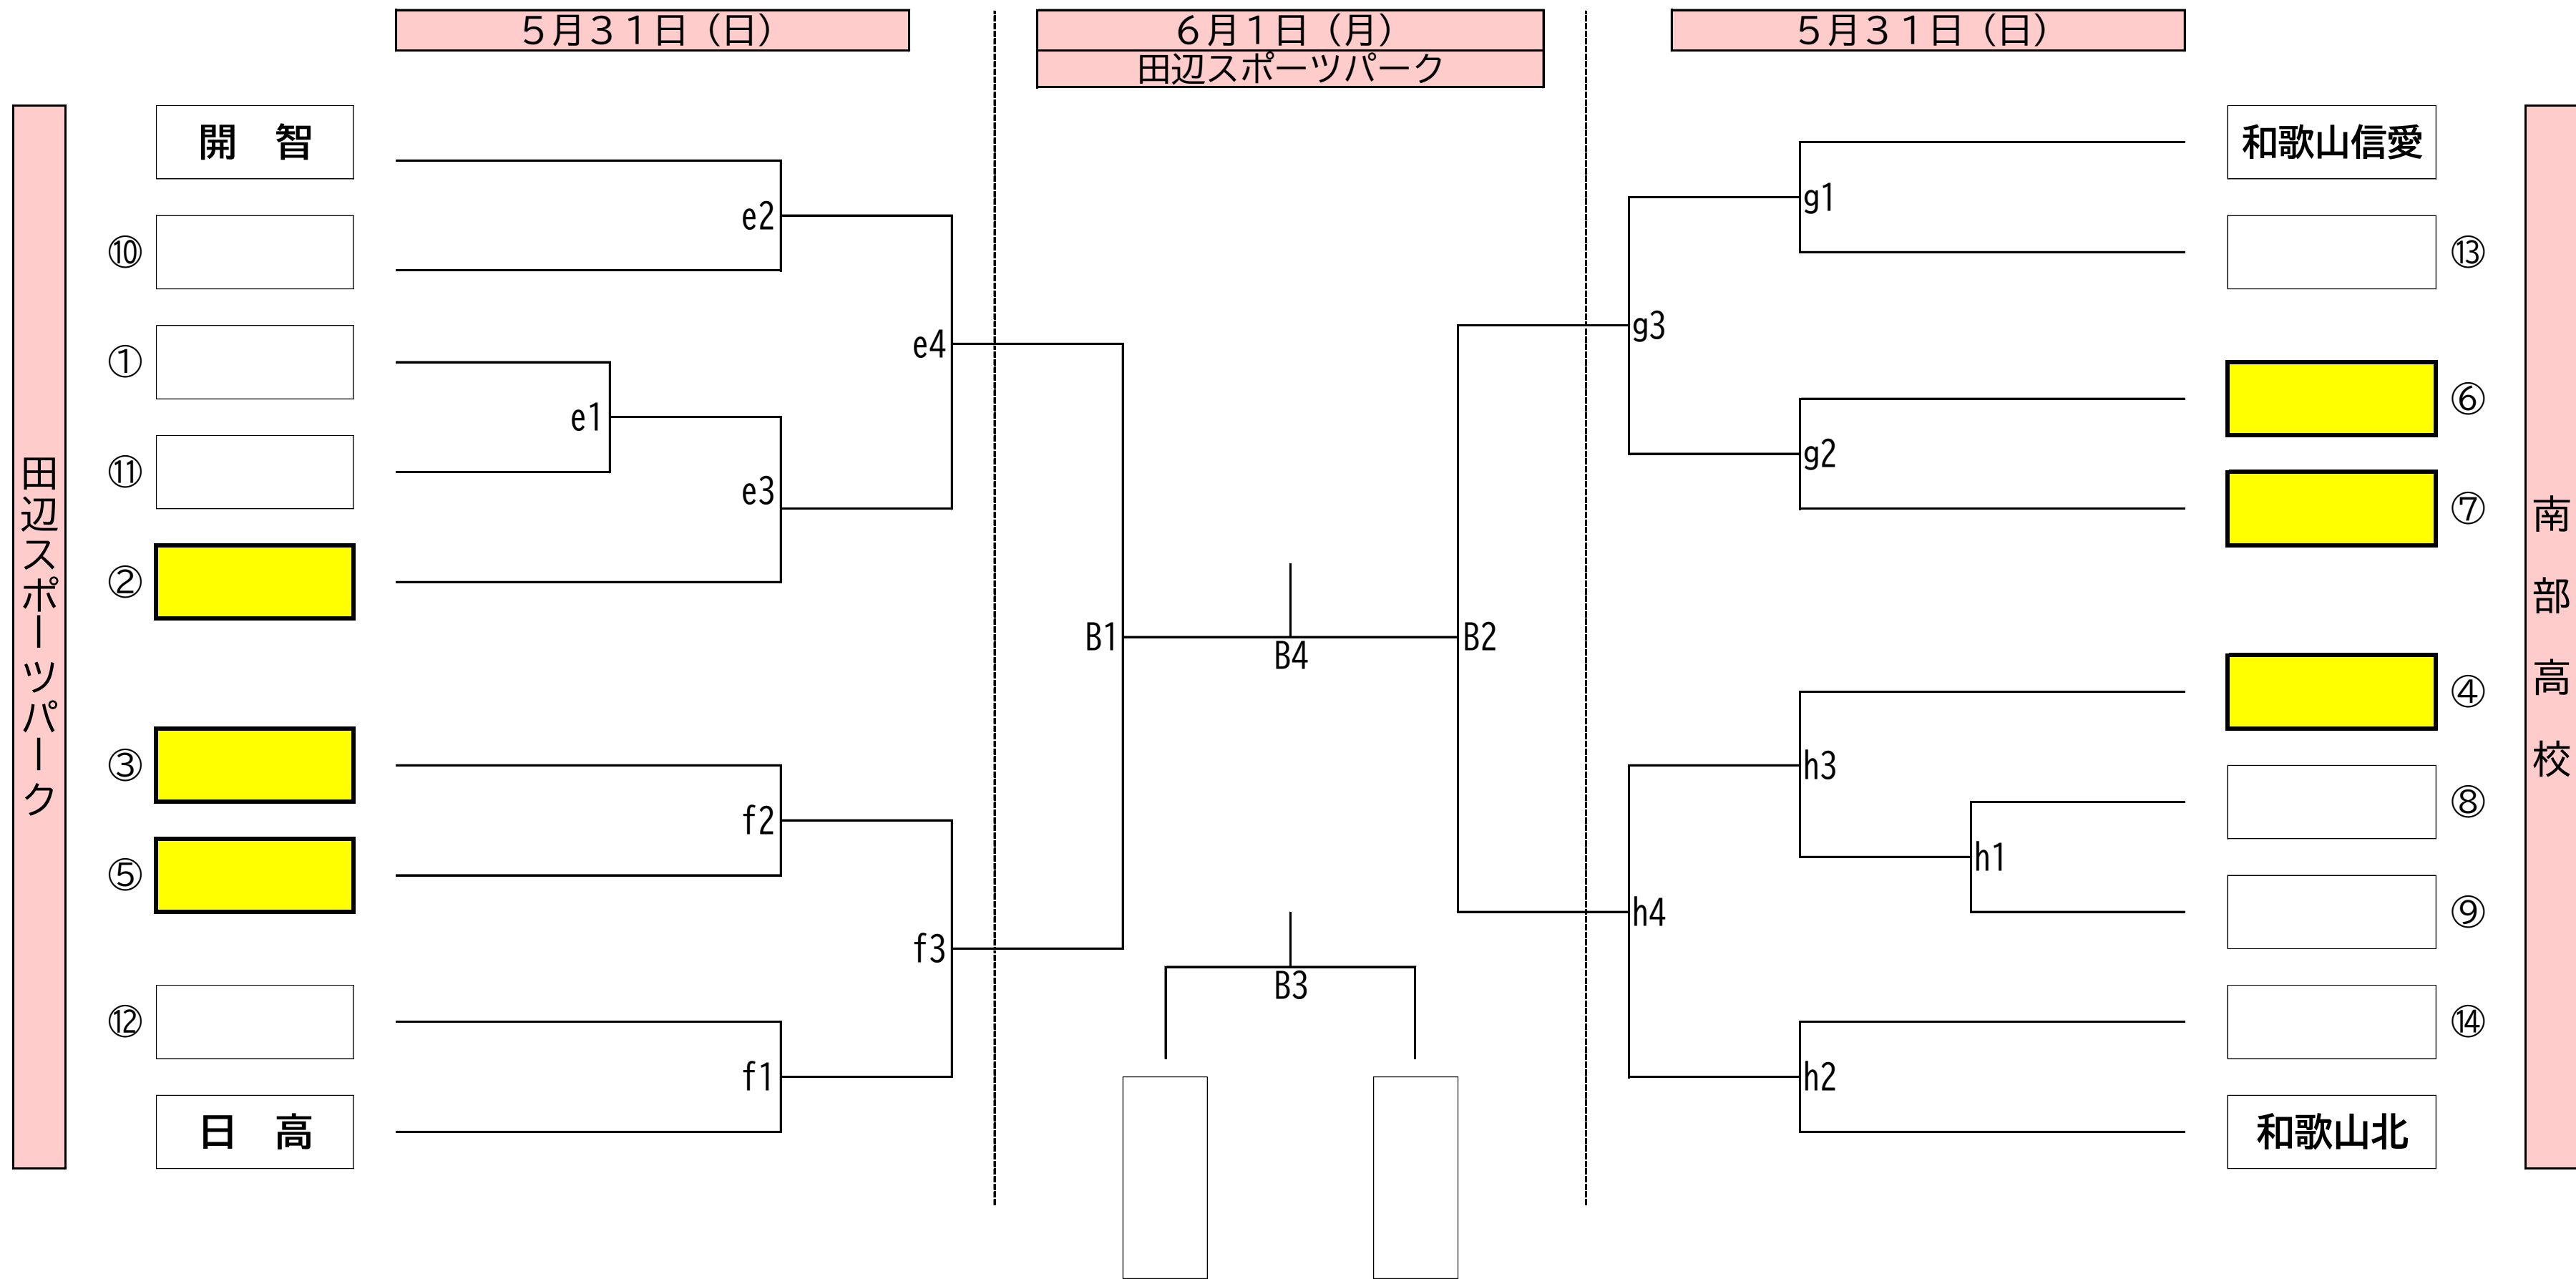 ５月３１日（日）
６月１日（月）
田辺スポーツパーク
５月３１日（日）
田辺スポーツパーク
開　智
⑩
①
⑪
②
③
⑤
⑫
日　高
e2
e4
e1
e3
f2
f3
f1
B1
B4
B2
B3
g1
g3
g2
h3
h1
h4
h2
和歌山信愛
⑬
⑥
⑦
④
⑧
⑨
⑭
和歌山北
南部高校